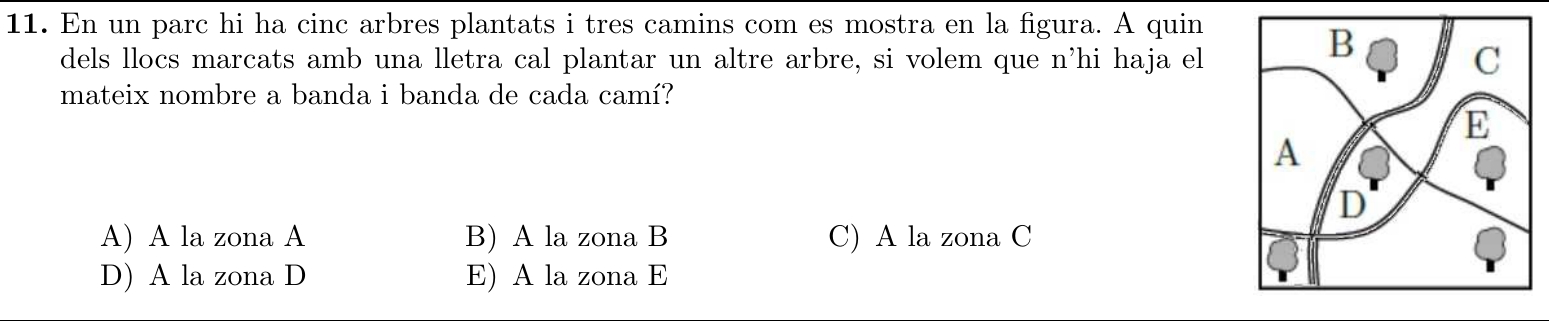 11. En un parc hi ha cinc arbres plantats i tres camins com es mostra en la figura. A quin
dels llocs marcats amb una lletra cal plantar un altre arbre, si volem que n'hi haja el
mateix nombre a banda i banda de cada camí?
A) A la zona A
B) A la zona B
C) A la zona C
D) A la zona D
E) A la zona E
B
C
E
A
D